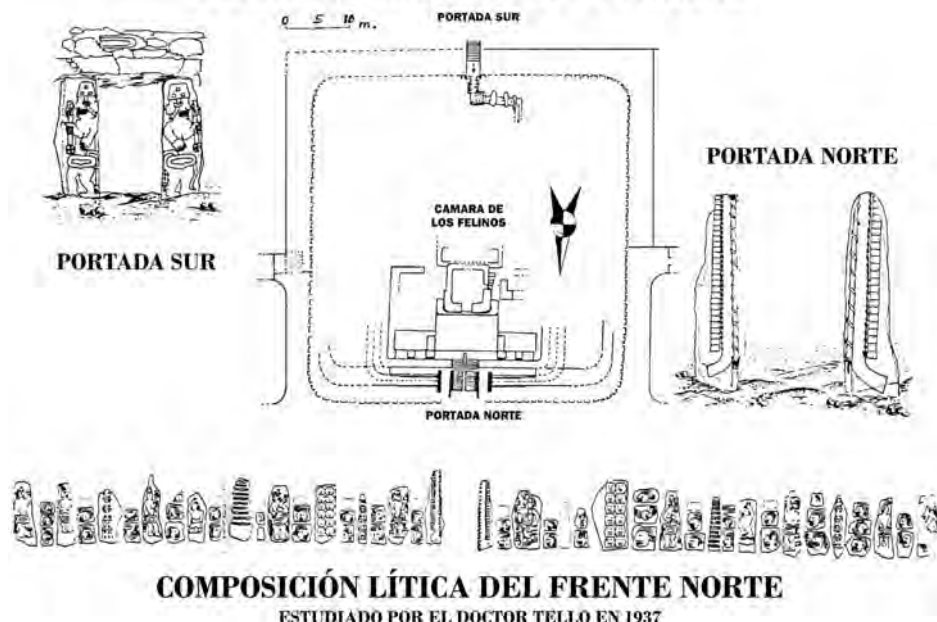 0 5 10 m.
PORTADA SUR
PORTADA NORTE
CAMARA DE
LOS FELINOS
PORTADA SUR
PORTADA NORTE
COMPOSICIÓN LÍTICA DEL FRENTE NORTE
ESTUDIADO POR EL DOCTOR TELLO EN 1937